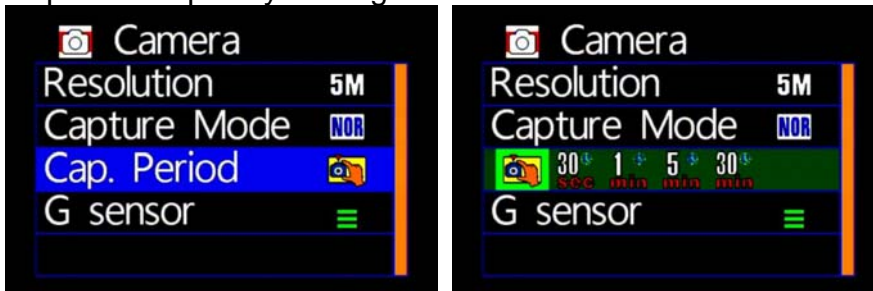 Camera
Resolution 5M
Capture Mode NOR
Cap. Period
G sensor
Camera
Resolution 5M
Capture Mode NOR
30 sec 1 min 5 min 30 min
G sensor